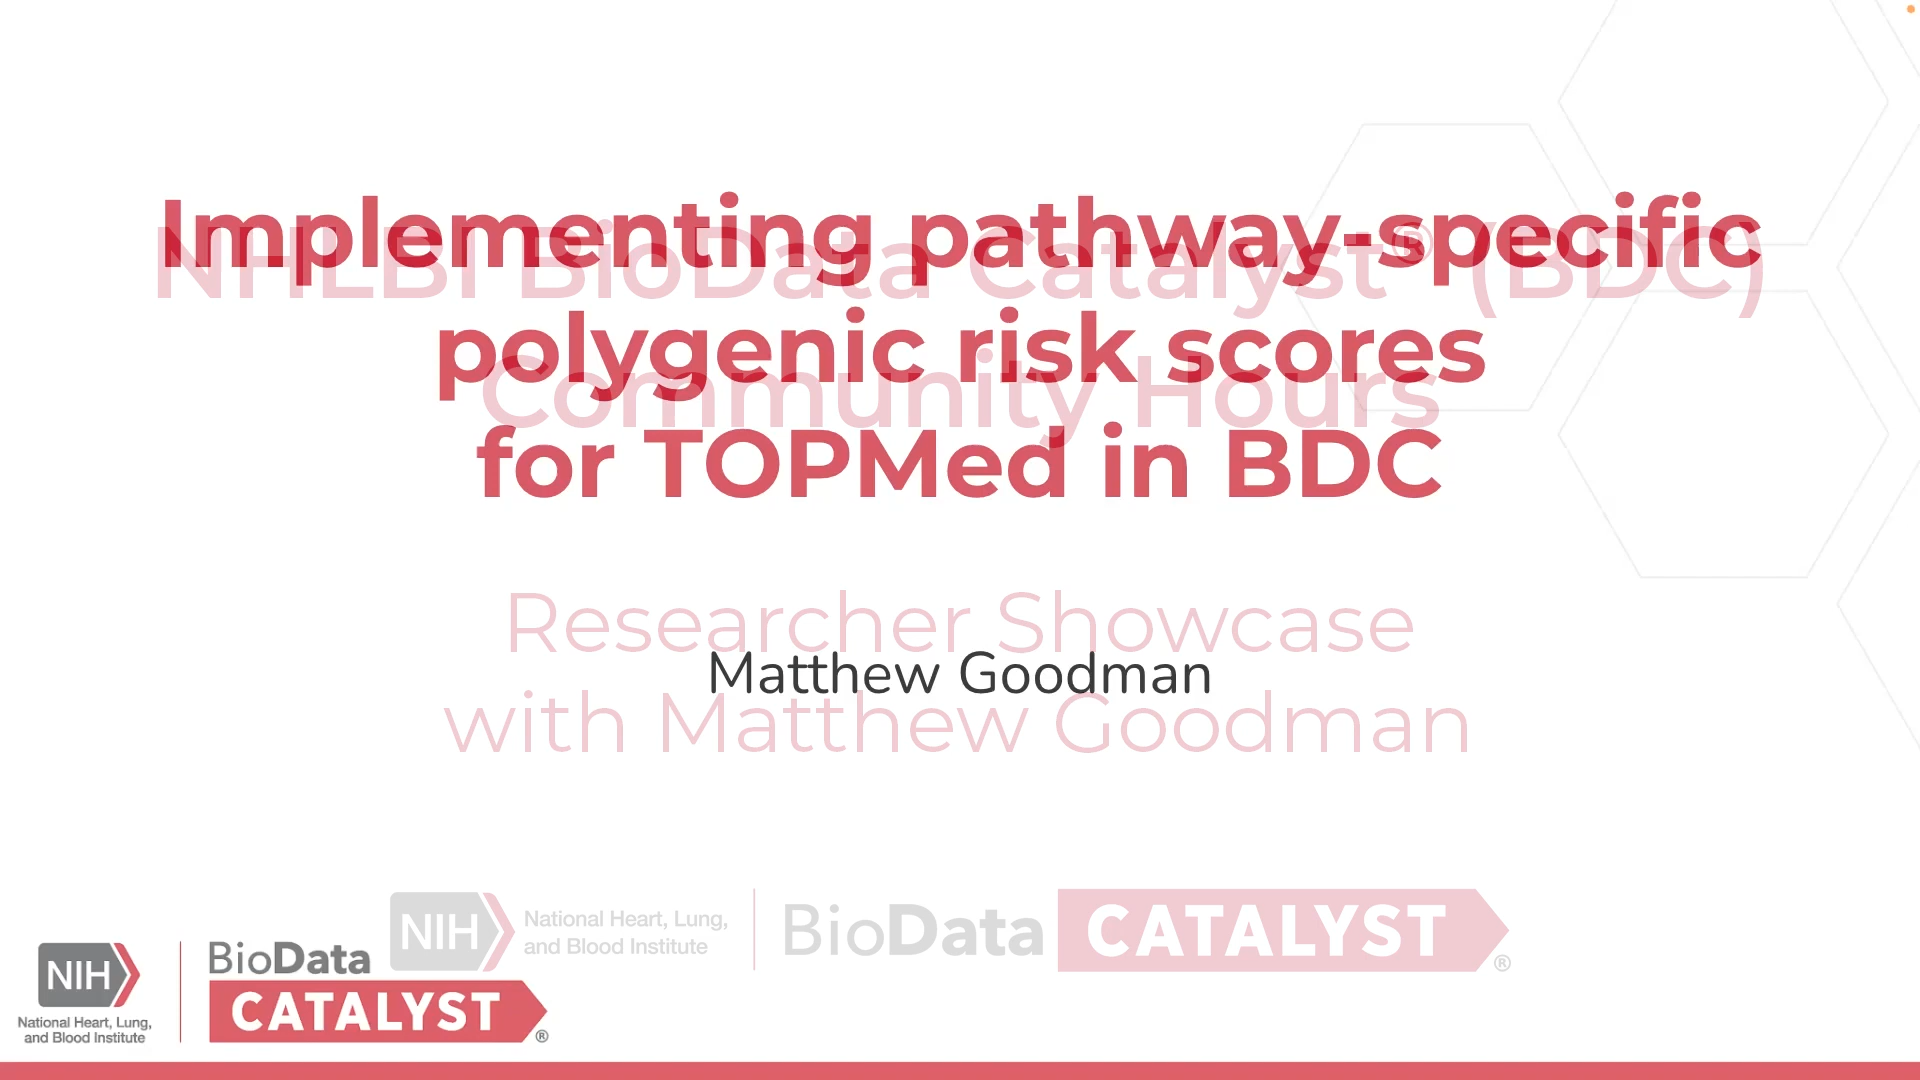 Implementing pathway-specific
polygenic risk scores
for TOPMed in BDC
Matthew Goodman
NHLBI BioData Catalyst® (BDC)
Community Hours
Researcher Showcase
with Matthew Goodman
NIH
National Heart, Lung,
and Blood Institute
BioData
CATALYST®
NIH
National Heart, Lung,
and Blood Institute
BioData CATALYST®